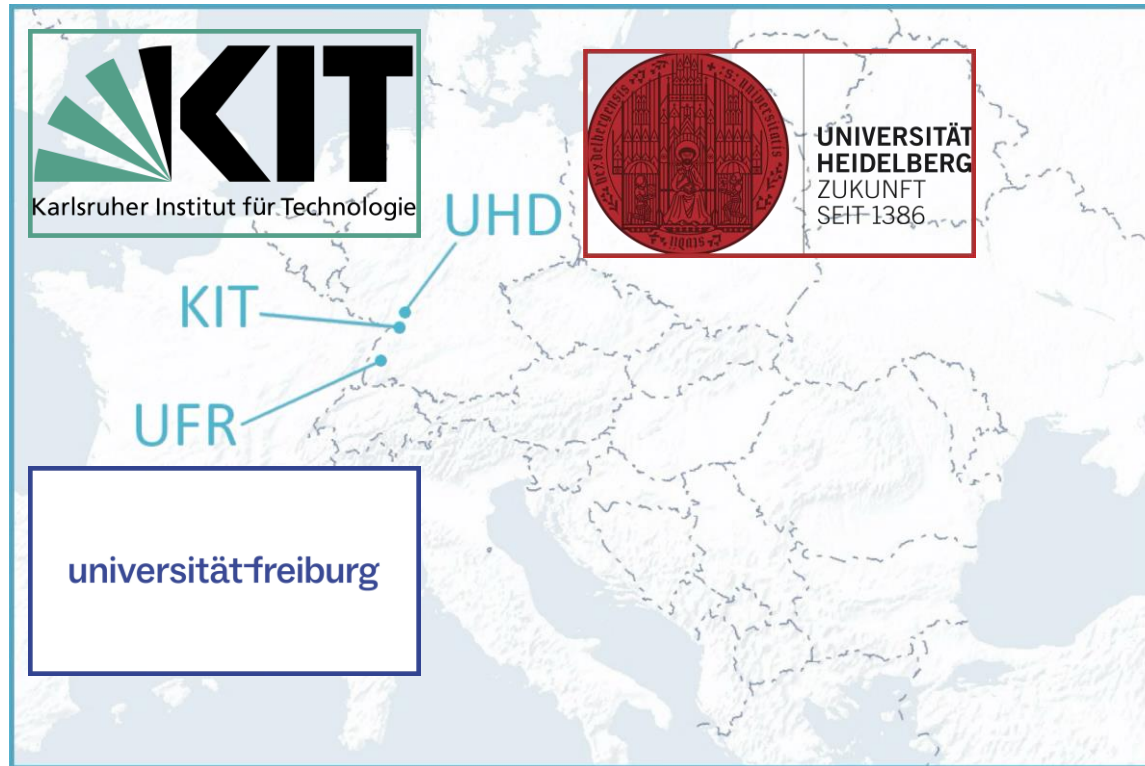 KIT
Karlsruher Institut für Technologie
UNIVERSITÄT
HEIDELBERG
ZUKUNFT
SEIT 1386
UHD
KIT
UFR
universität freiburg